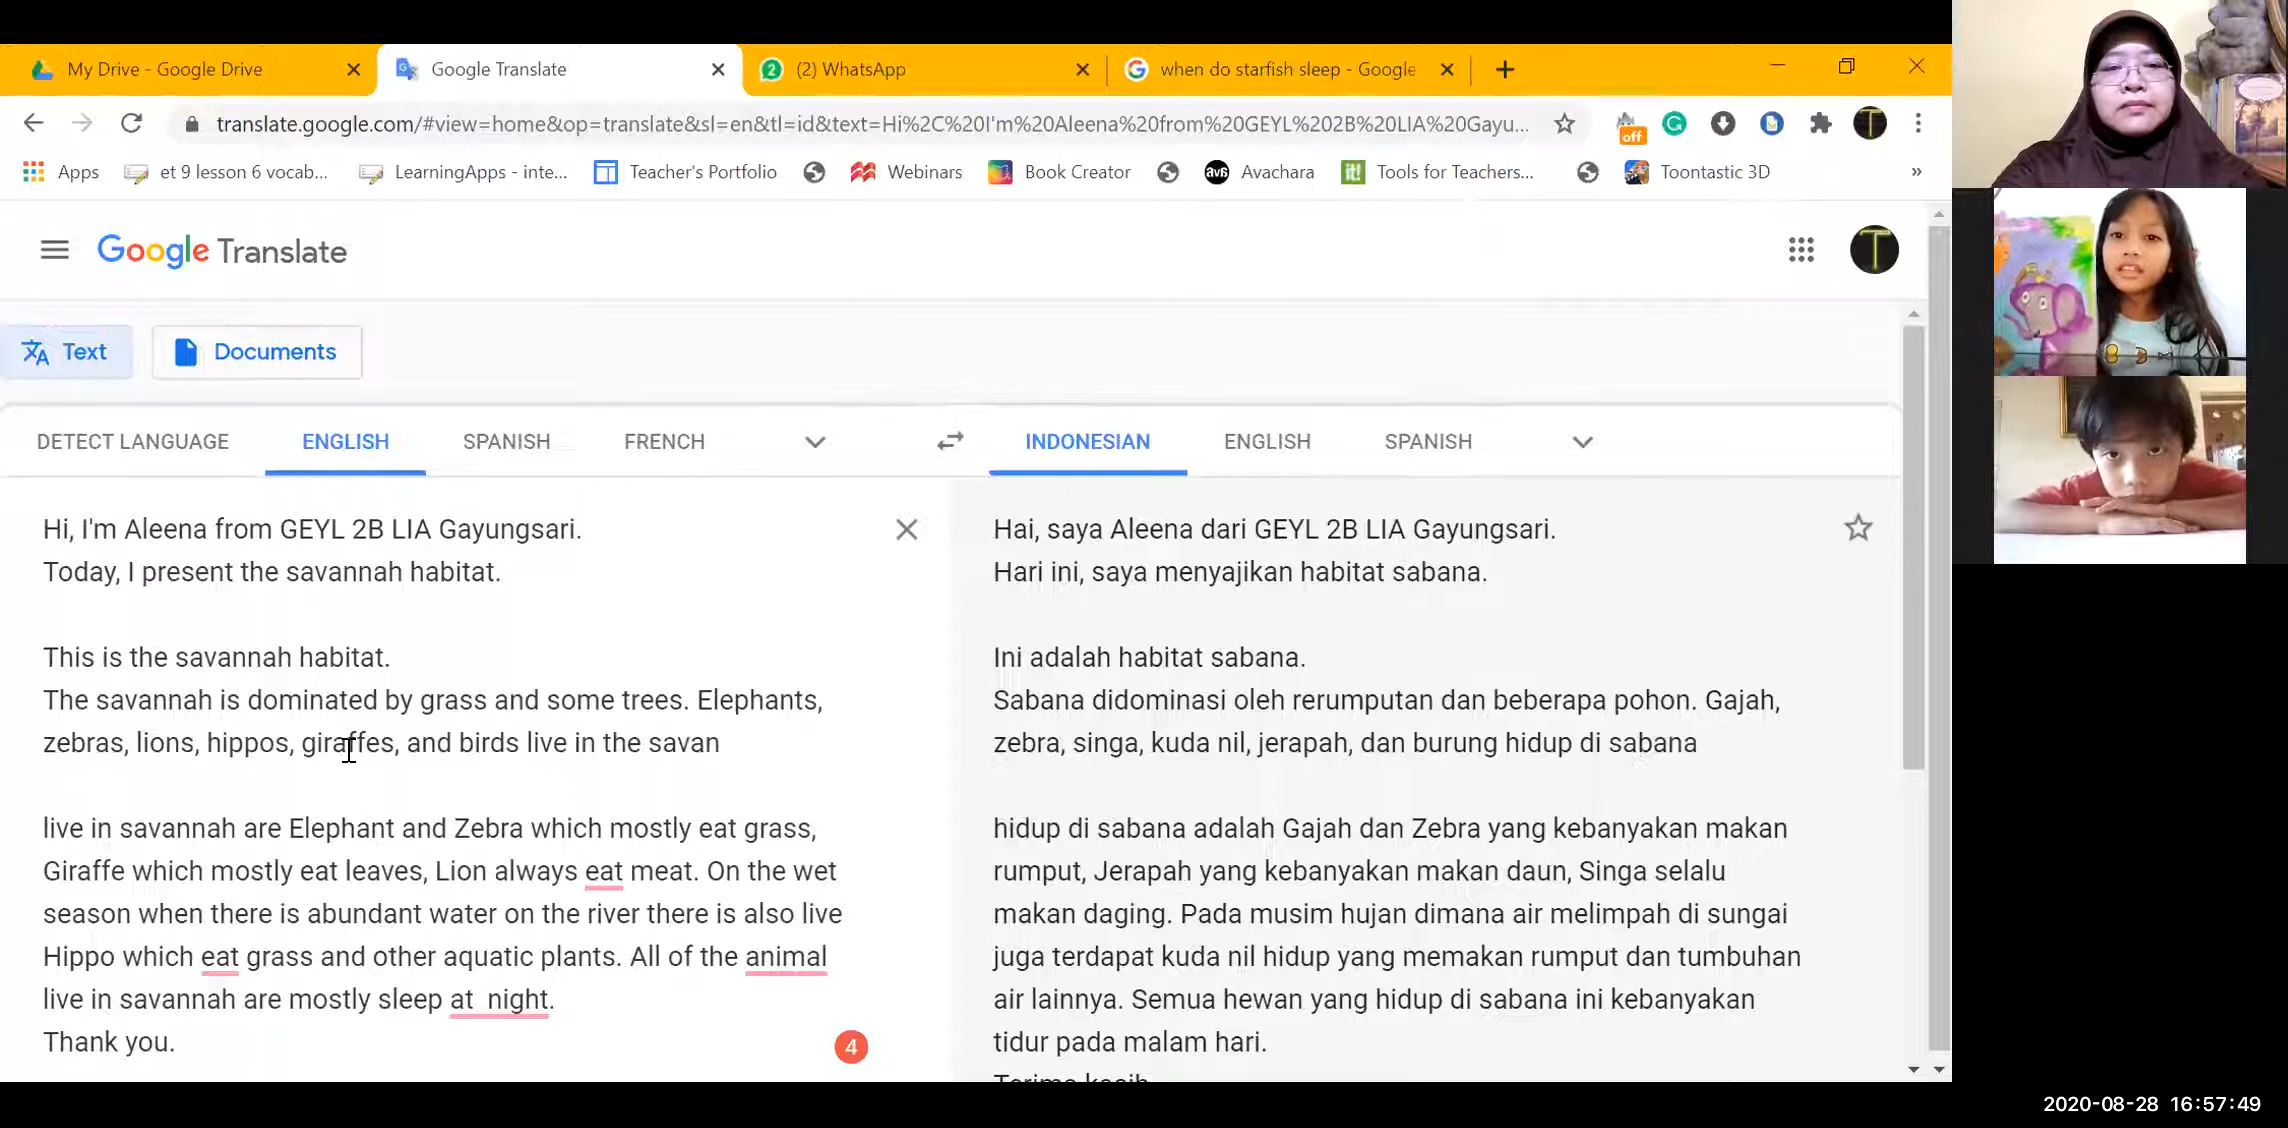 My Drive - Google Drive
Google Translate
2
(2) WhatsApp
when do starfish sleep - Google
translate.google.com/#view=home&op=translate&sl=en&tl=id&text=Hi%2C%20I'm%20Aleena%20from%20GEYL%202B%20LIA%20Gayu...
off
Apps
et 9 lesson 6 vocab...
LearningApps - inte...
Teacher's Portfolio
Webinars
Book Creator
Avachara
it!
Tools for Teachers...
Toontastic 3D
»
Google Translate
T
Text
Documents
DETECT LANGUAGE
ENGLISH
SPANISH
FRENCH
INDONESIAN
ENGLISH
SPANISH
Hi, I'm Aleena from GEYL 2B LIA Gayungsari.
Today, I present the savannah habitat.
This is the savannah habitat.
The savannah is dominated by grass and some trees. Elephants,
zebras, lions, hippos, giraffes, and birds live in the savan
live in savannah are Elephant and Zebra which mostly eat grass,
Giraffe which mostly eat leaves, Lion always eat meat. On the wet
season when there is abundant water on the river there is also live
Hippo which eat grass and other aquatic plants. All of the animal
live in savannah are mostly sleep at  night.
Thank you.
4
Hai, saya Aleena dari GEYL 2B LIA Gayungsari.
Hari ini, saya menyajikan habitat sabana.
Ini adalah habitat sabana.
Sabana didominasi oleh rerumputan dan beberapa pohon. Gajah,
zebra, singa, kuda nil, jerapah, dan burung hidup di sabana
hidup di sabana adalah Gajah dan Zebra yang kebanyakan makan
rumput, Jerapah yang kebanyakan makan daun, Singa selalu
makan daging. Pada musim hujan dimana air melimpah di sungai
juga terdapat kuda nil hidup yang memakan rumput dan tumbuhan
air lainnya. Semua hewan yang hidup di sabana ini kebanyakan
tidur pada malam hari.
Terima kasih
2020-08-28 16:57:49